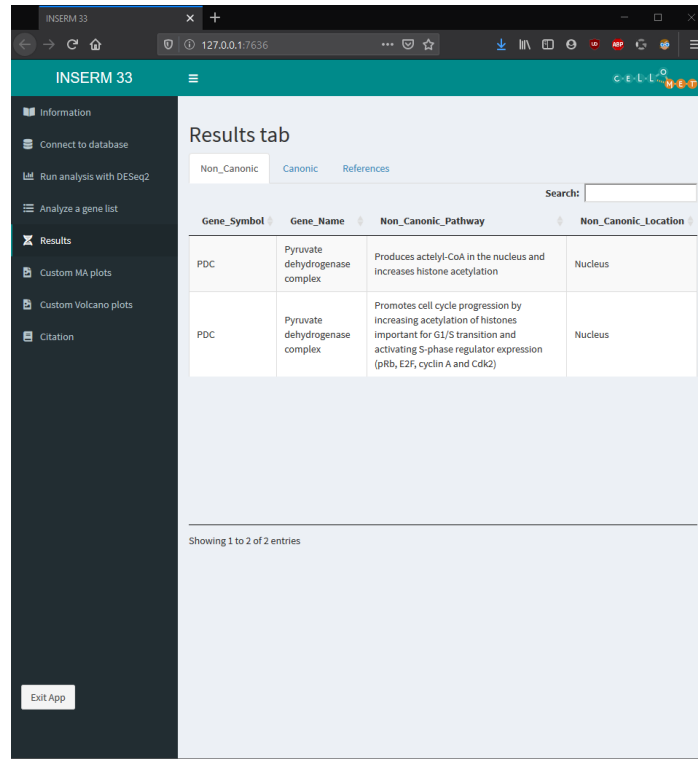 INSERM 33
127.0.0.1:7636
INSERM 33
CELLOMET
Information
Connect to database
Run analysis with DESeq2
Analyze a gene list
Results
Custom MA plots
Custom Volcano plots
Citation
Exit App
Results tab
Non_Canonic Canonic References
Search:
Gene_Symbol Gene_Name Non_Canonic_Pathway Non_Canonic_Location
PDC
Pyruvate
dehydrogenase
complex
Produces actelyl-CoA in the nucleus and
increases histone acetylation
Nucleus
PDC
Pyruvate
dehydrogenase
complex
Promotes cell cycle progression by
increasing acetylation of histones
important for G1/S transition and
activating S-phase regulator expression
(pRb, E2F, cyclin A and Cdk2)
Nucleus
Showing 1 to 2 of 2 entries